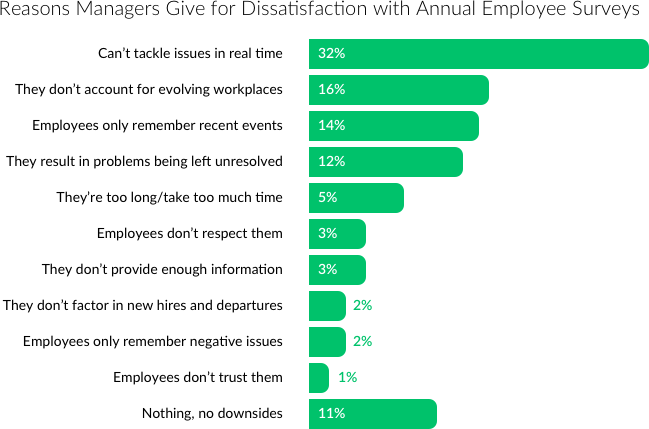 Reasons Managers Give for Dissatisfaction with Annual Employee Surveys
Can’t tackle issues in real time 32%
They don’t account for evolving workplaces 16%
Employees only remember recent events 14%
They result in problems being left unresolved 12%
They’re too long/take too much time 5%
Employees don’t respect them 3%
They don’t provide enough information 3%
They don’t factor in new hires and departures 2%
Employees only remember negative issues 2%
Employees don’t trust them 1%
Nothing, no downsides 11%